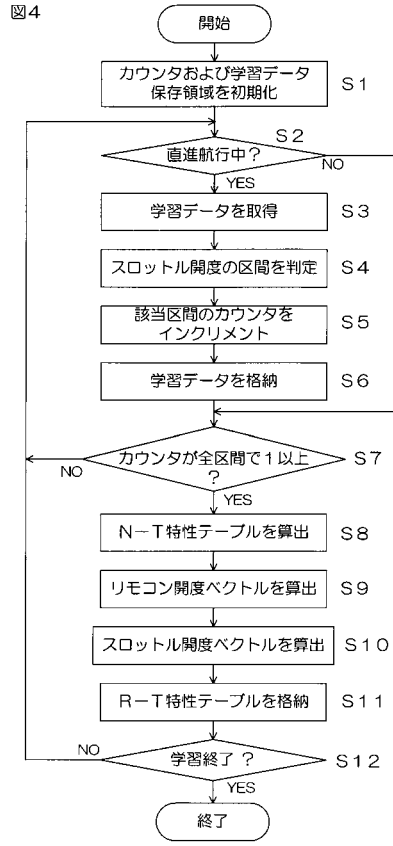 図4
開始
カウンタおよび学習データ
保存領域を初期化
S1
S2
直進航行中？
NO
YES
学習データを取得
S3
スロットル開度の区間を判定
S4
該当区間のカウンタを
インクリメント
S5
学習データを格納
S6
カウンタが全区間で1以上
？
S7
NO
YES
N－T特性テーブルを算出
S8
リモコン開度ベクトルを算出
S9
スロットル開度ベクトルを算出
S10
R－T特性テーブルを格納
S11
NO
学習終了？
S12
YES
終了